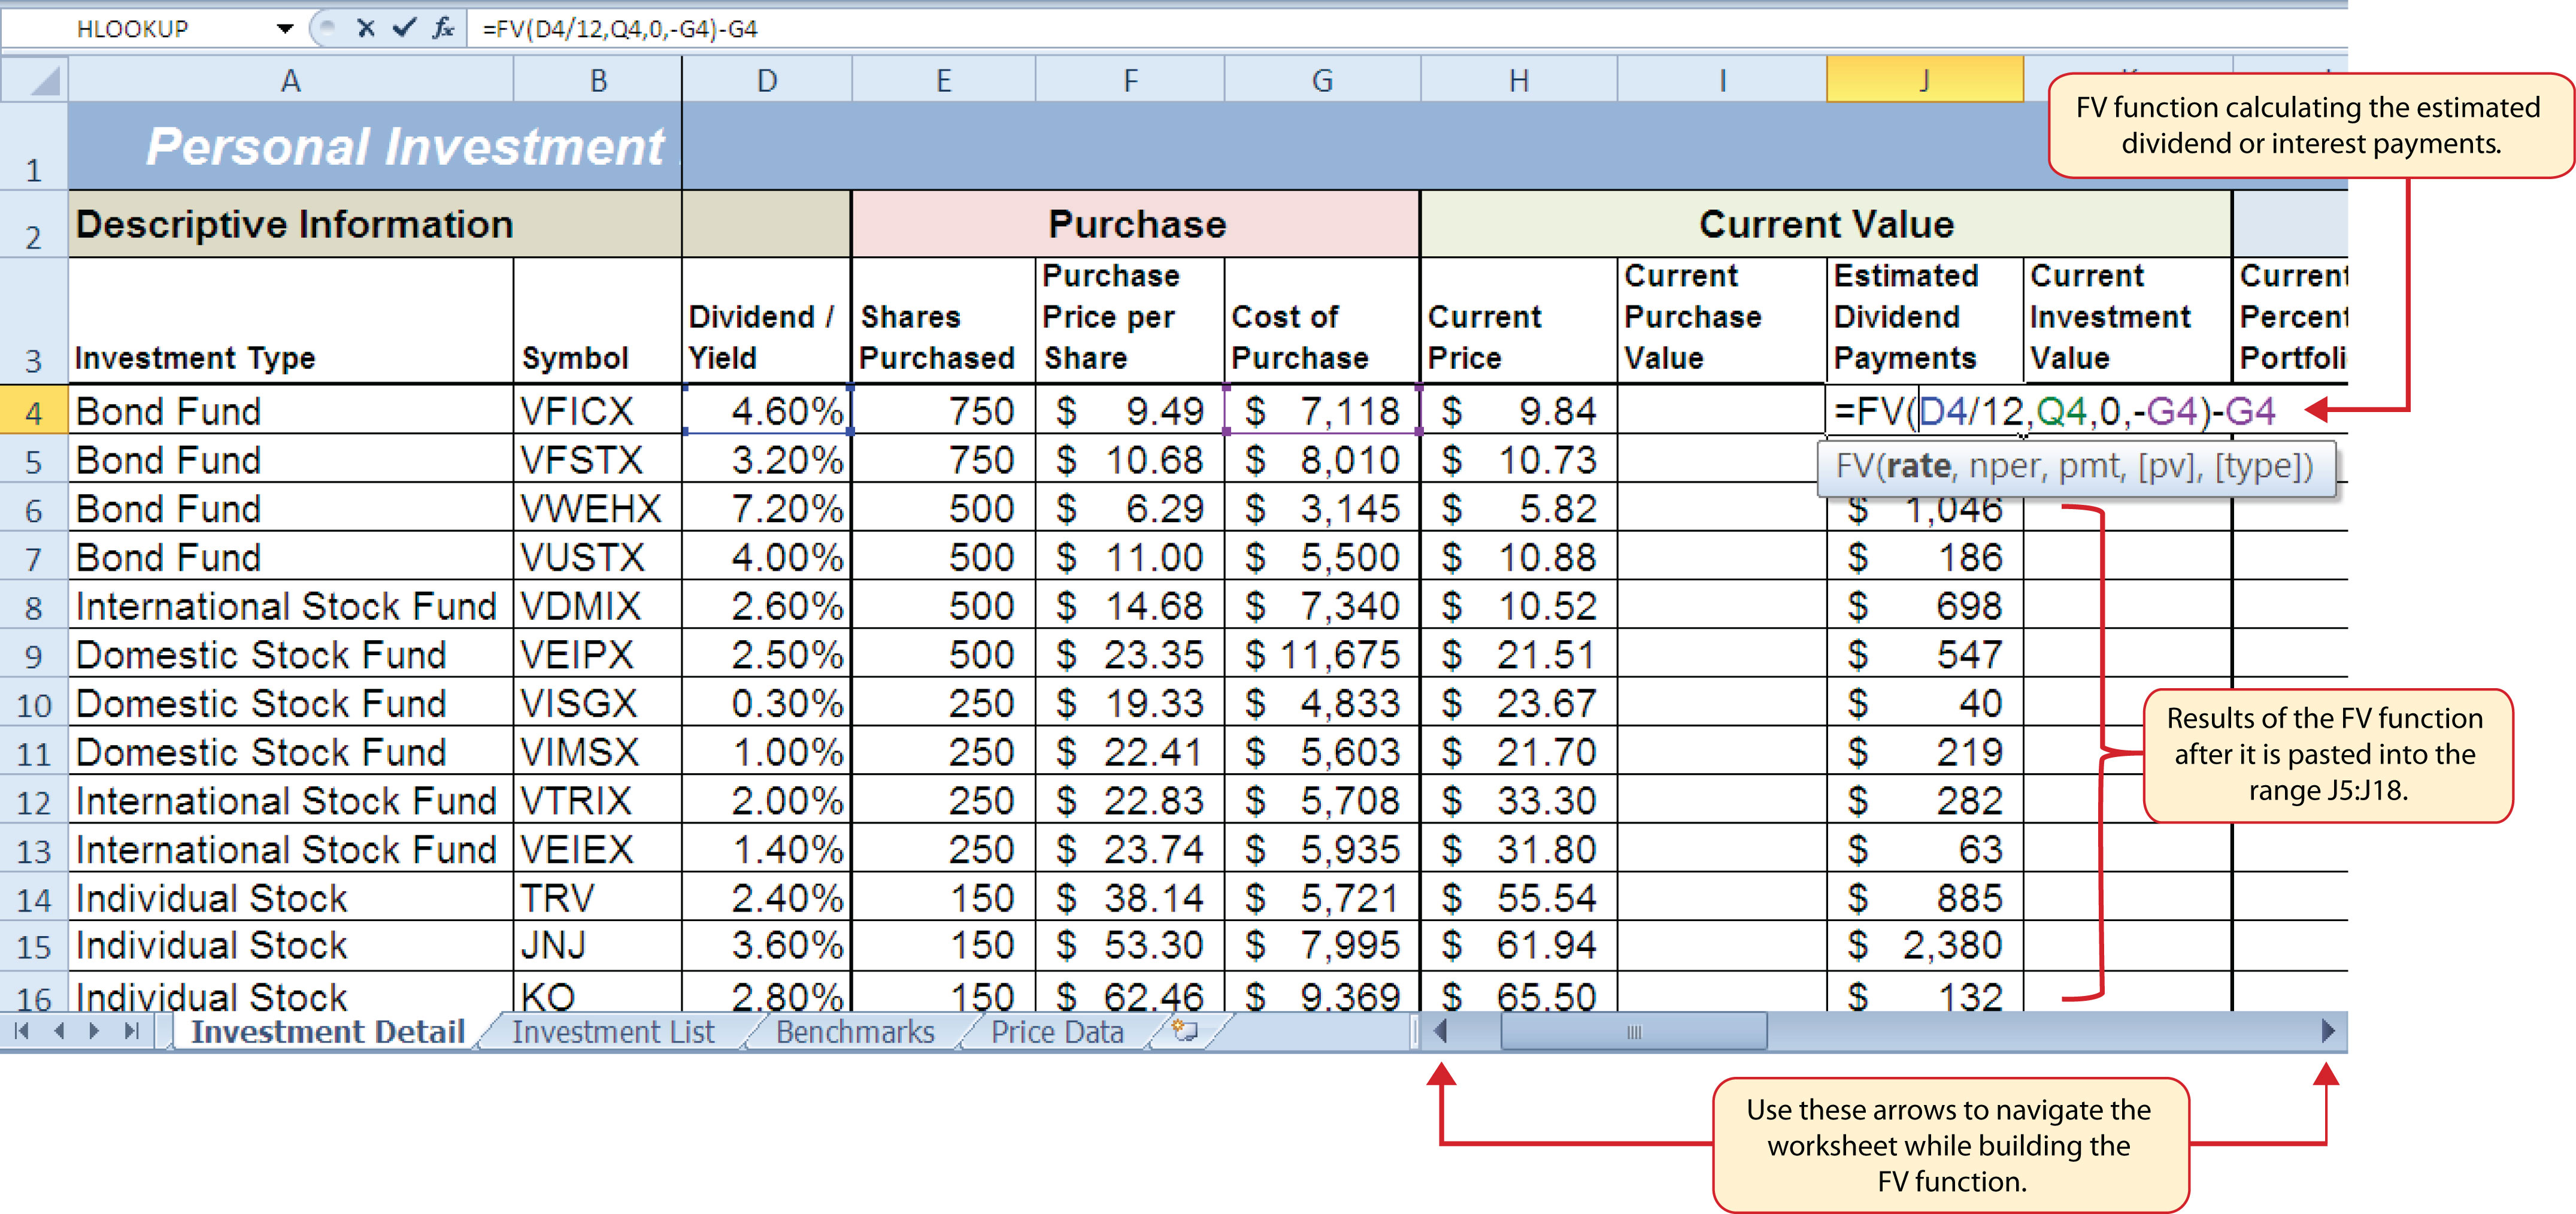 HLOOKUP =FV(D4/12,Q4,0,-G4)-G4
A B D E F G H I J
1 Personal Investment
2 Descriptive Information Purchase Current Value
3 Investment Type Symbol Dividend / Yield Shares Purchased Purchase Price per Share Cost of Purchase Current Price Current Purchase Value Estimated Dividend Payments Current Investment Value Current Percent Portfoli
4 Bond Fund VFICX 4.60% 750 $ 9.49 $ 7,118 $ 9.84 =FV(D4/12,Q4,0,-G4)-G4
FV(rate, nper, pmt, [pv], [type])
5 Bond Fund VFSTX 3.20% 750 $ 10.68 $ 8,010 $ 10.73
6 Bond Fund VWEHX 7.20% 500 $ 6.29 $ 3,145 $ 5.82 $ 1,046
7 Bond Fund VUSTX 4.00% 500 $ 11.00 $ 5,500 $ 10.88 $ 186
8 International Stock Fund VDMIX 2.60% 500 $ 14.68 $ 7,340 $ 10.52 $ 698
9 Domestic Stock Fund VEIPX 2.50% 500 $ 23.35 $ 11,675 $ 21.51 $ 547
10 Domestic Stock Fund VISGX 0.30% 250 $ 19.33 $ 4,833 $ 23.67 $ 40
11 Domestic Stock Fund VIMSX 1.00% 250 $ 22.41 $ 5,603 $ 21.70 $ 219
12 International Stock Fund VTRIX 2.00% 250 $ 22.83 $ 5,708 $ 33.30 $ 282
13 International Stock Fund VEIEX 1.40% 250 $ 23.74 $ 5,935 $ 31.80 $ 63
14 Individual Stock TRV 2.40% 150 $ 38.14 $ 5,721 $ 55.54 $ 885
15 Individual Stock JNJ 3.60% 150 $ 53.30 $ 7,995 $ 61.94 $ 2,380
16 Individual Stock KO 2.80% 150 $ 62.46 $ 9,369 $ 65.50 $ 132
Investment Detail Investment List Benchmarks Price Data
FV function calculating the estimated
dividend or interest payments.
Results of the FV function
after it is pasted into the
range J5:J18.
Use these arrows to navigate the
worksheet while building the
FV function.